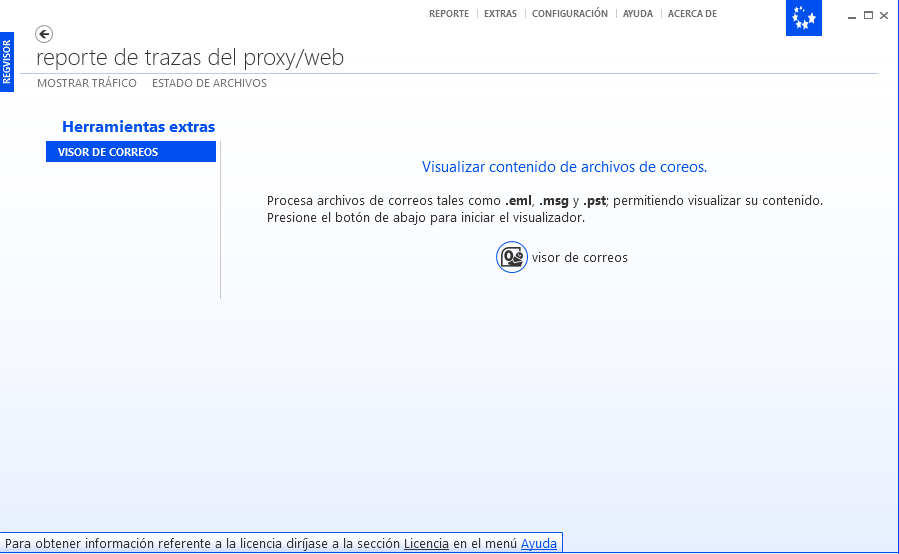 REPORTE | EXTRAS | CONFIGURACIÓN | AYUDA | ACERCA DE
REGVISOR
reporte de trazas del proxy/web
MOSTRAR TRÁFICO ESTADO DE ARCHIVOS
Herramientas extras
VISOR DE CORREOS
Visualizar contenido de archivos de coreos.
Procesa archivos de correos tales como .eml, .msg y .pst; permitiendo visualizar su contenido.
Presione el botón de abajo para iniciar el visualizador.
visor de correos
Para obtener información referente a la licencia diríjase a la sección Licencia en el menú Ayuda